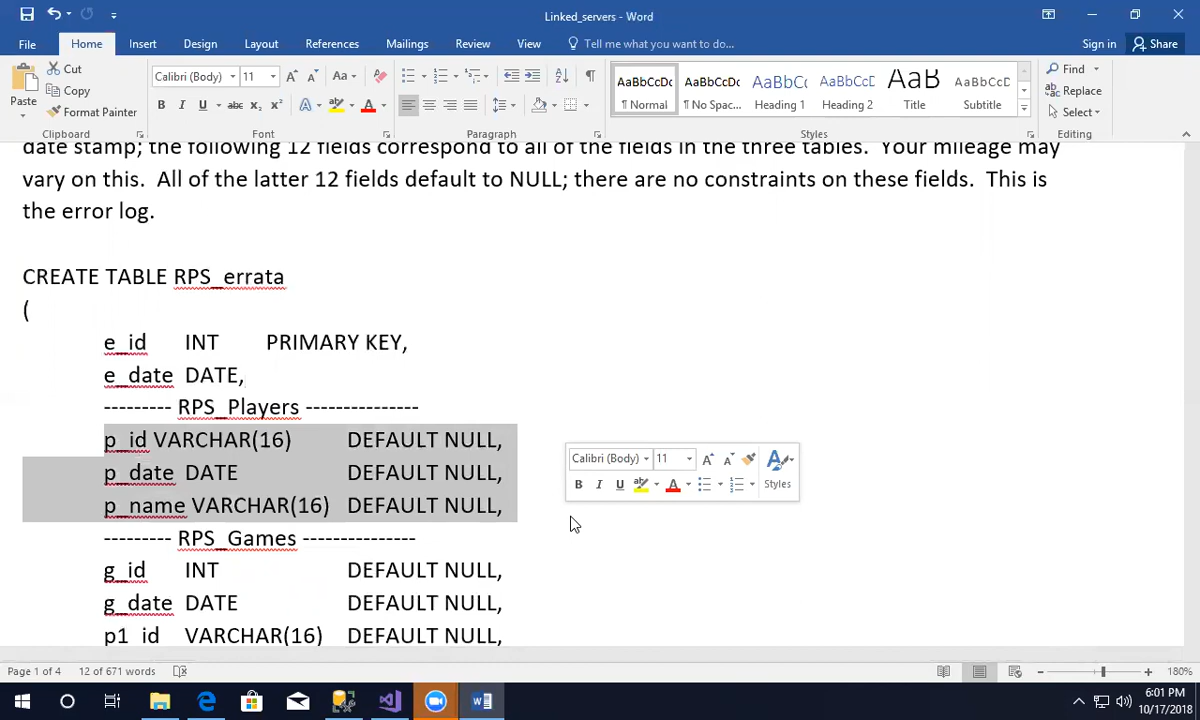 Linked_servers - Word
File Home Insert Design Layout References Mailings Review View Tell me what you want to do... Sign in Share
Cut
Copy
Format Painter
Paste
Calibri (Body) 11
AaBbCcDc AaBbCcDc AaBbCc AaBbCcD AaB AaBbCcD
¶ Normal ¶ No Spac... Heading 1 Heading 2 Title Subtitle
Find
Replace
Select
Clipboard Font Paragraph Styles Editing
date stamp; the following 12 fields correspond to all of the fields in the three tables. Your mileage may
vary on this. All of the latter 12 fields default to NULL; there are no constraints on these fields. This is
the error log.
CREATE TABLE RPS_errata
(
e_id INT PRIMARY KEY,
e_date DATE,
--------- RPS_Players ---------------
p_id VARCHAR(16) DEFAULT NULL,
p_date DATE DEFAULT NULL,
p_name VARCHAR(16) DEFAULT NULL,
--------- RPS_Games ---------------
g_id INT DEFAULT NULL,
g_date DATE DEFAULT NULL,
p1_id VARCHAR(16) DEFAULT NULL,
Calibri (Body) 11
B I U A Styles
Page 1 of 4 12 of 671 words 180%
6:01 PM
10/17/2018